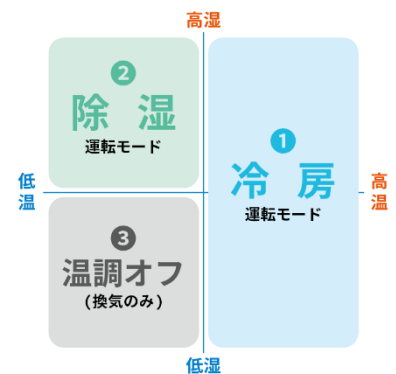 高湿
❷
除 湿
運転モード
❶
冷 房
運転モード
低温
高温
❸
温調オフ
(換気のみ)
低湿